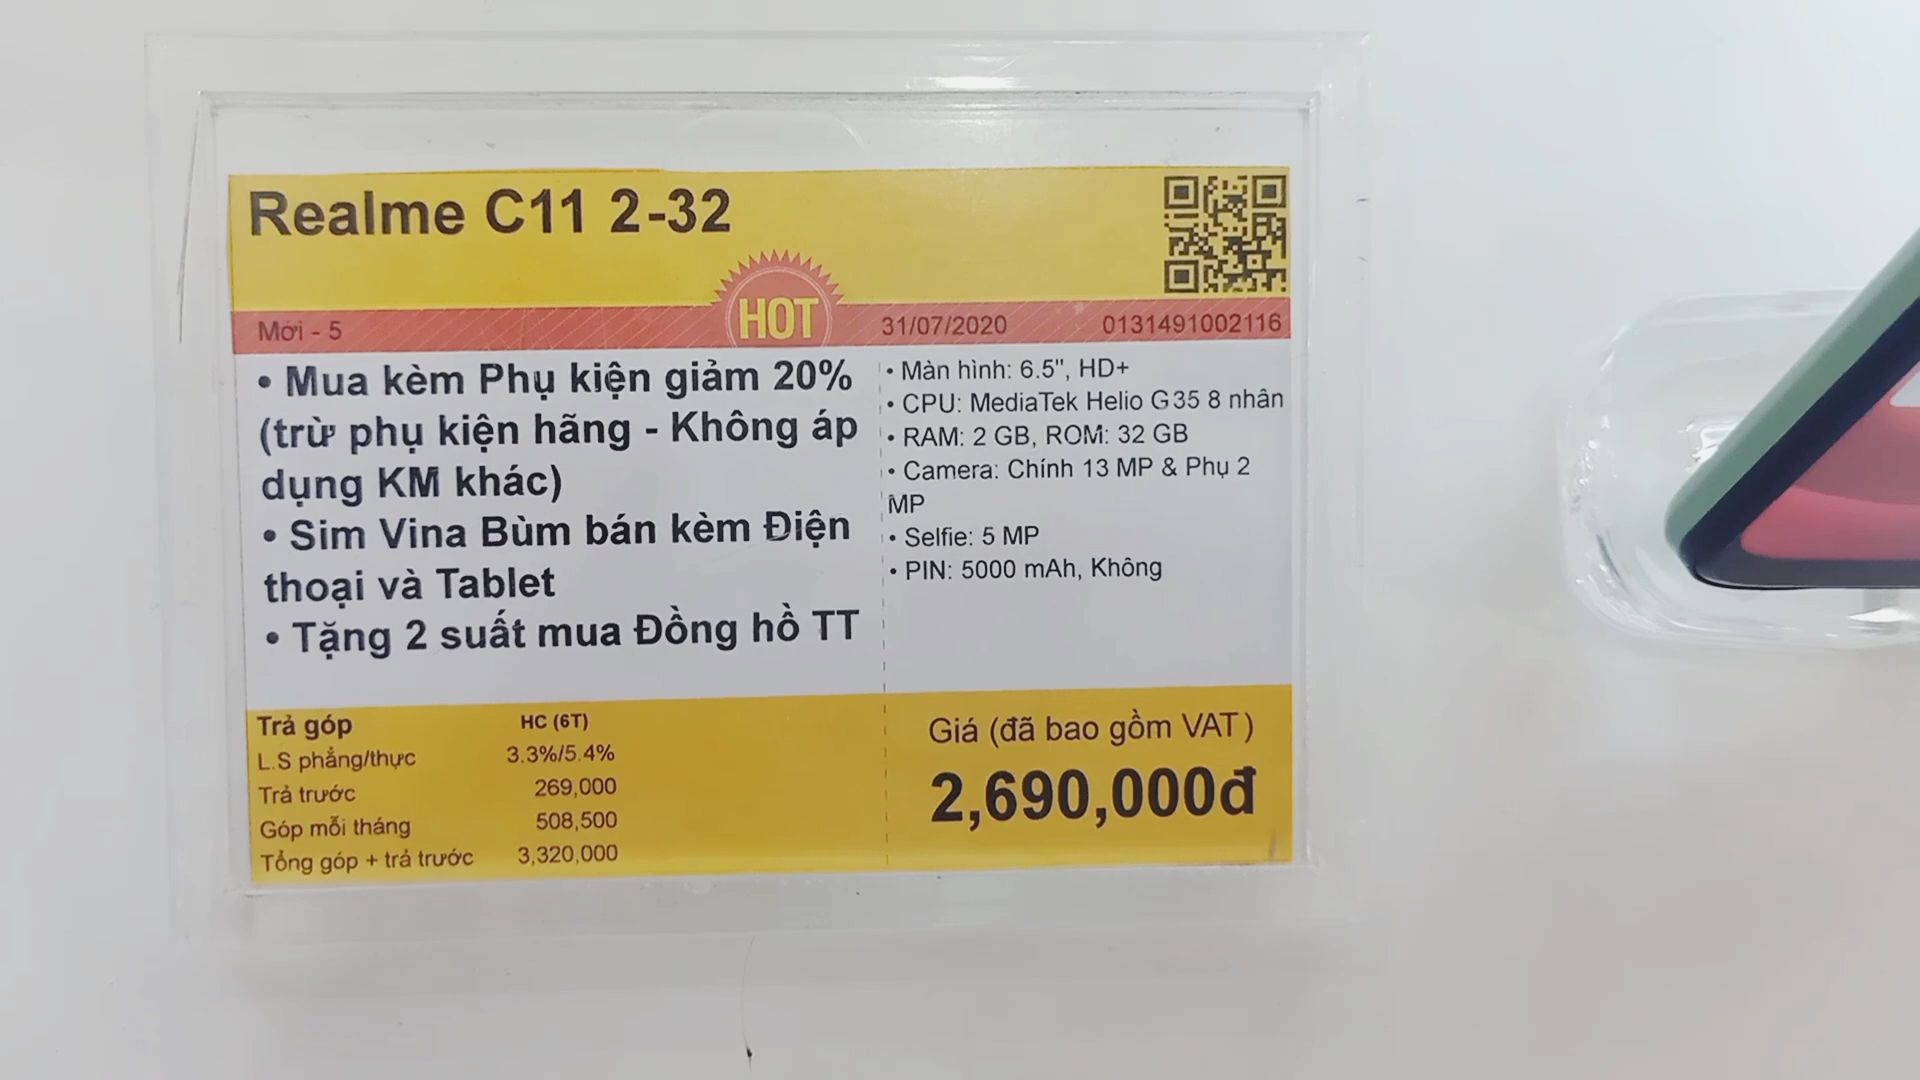 Realme C11 2-32
HOT
Mới - 5
31/07/2020
0131491002116
• Mua kèm Phụ kiện giảm 20%
(trừ phụ kiện hãng - Không áp
dụng KM khác)
• Sim Vina Bùm bán kèm Điện
thoại và Tablet
• Tặng 2 suất mua Đồng hồ TT
• Màn hình: 6.5", HD+
• CPU: MediaTek Helio G35 8 nhân
• RAM: 2 GB, ROM: 32 GB
• Camera: Chính 13 MP & Phụ 2
MP
• Selfie: 5 MP
• PIN: 5000 mAh, Không
Trả góp HC (6T)
L.S phẳng/thực 3.3%/5.4%
Trả trước 269,000
Góp mỗi tháng 508,500
Tổng góp + trả trước 3,320,000
Giá (đã bao gồm VAT)
2,690,000đ